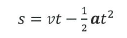 s = vt − ½at²